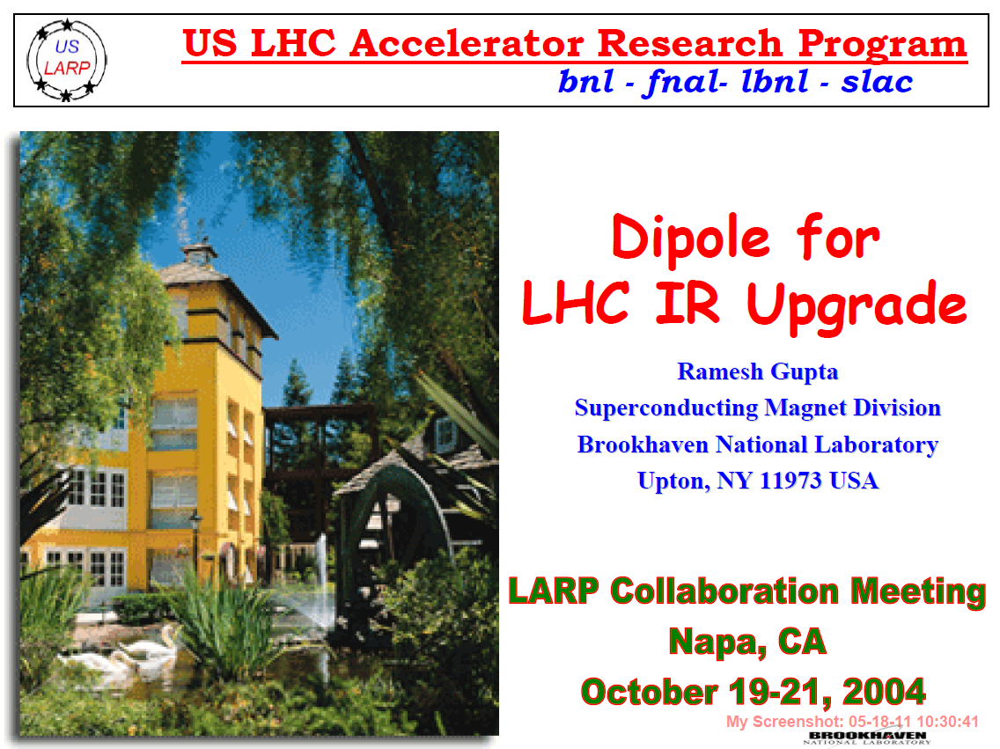 US
LARP
US LHC Accelerator Research Program
bnl - fnal- lbnl - slac
Dipole for
LHC IR Upgrade
Ramesh Gupta
Superconducting Magnet Division
Brookhaven National Laboratory
Upton, NY 11973 USA
LARP Collaboration Meeting
Napa, CA
October 19-21, 2004
My Screenshot: 05-18-11 10:30:41
BROOKHAVEN
NATIONAL LABORATORY